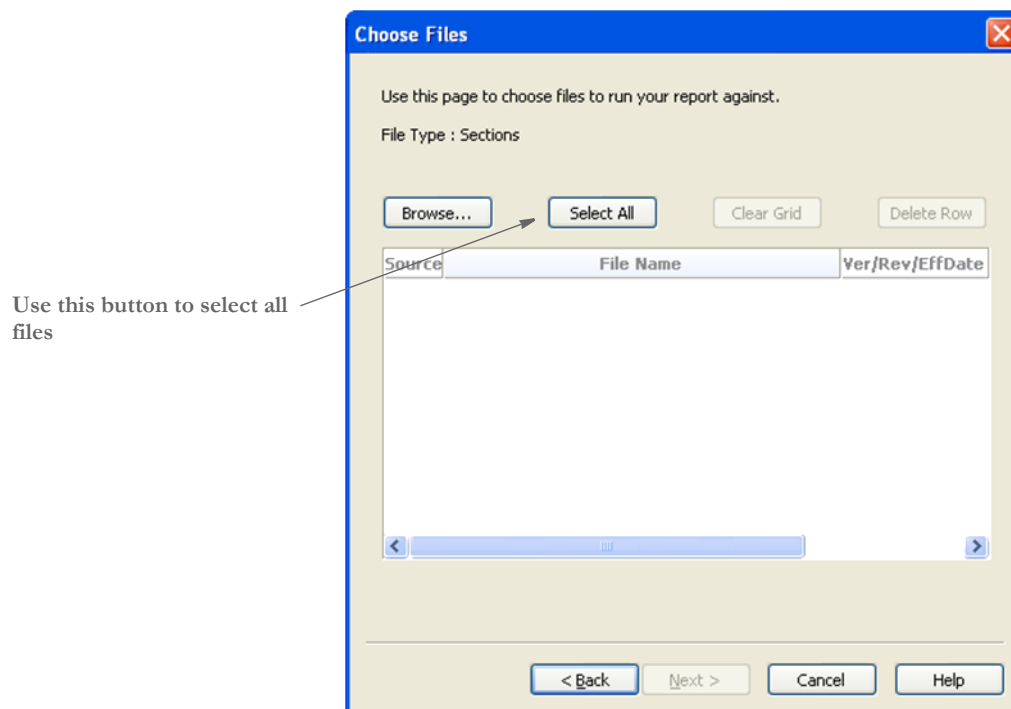 Choose Files
Use this page to choose files to run your report against.
File Type : Sections
Browse... Select All Clear Grid Delete Row
Source File Name Ver/Rev/EffDate
Use this button to select all
files
< Back Next > Cancel Help